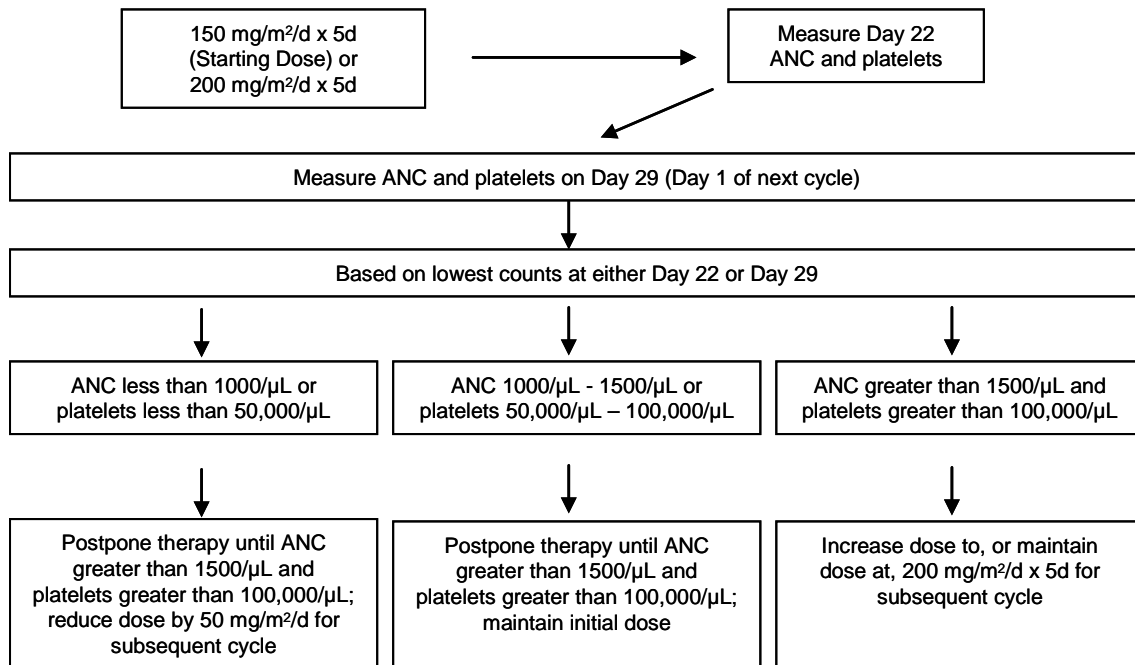 150 mg/m²/d x 5d
(Starting Dose) or
200 mg/m²/d x 5d
Measure Day 22
ANC and platelets
Measure ANC and platelets on Day 29 (Day 1 of next cycle)
Based on lowest counts at either Day 22 or Day 29
ANC less than 1000/µL or
platelets less than 50,000/µL
ANC 1000/µL - 1500/µL or
platelets 50,000/µL – 100,000/µL
ANC greater than 1500/µL and
platelets greater than 100,000/µL
Postpone therapy until ANC
greater than 1500/µL and
platelets greater than 100,000/µL;
reduce dose by 50 mg/m²/d for
subsequent cycle
Postpone therapy until ANC
greater than 1500/µL and
platelets greater than 100,000/µL;
maintain initial dose
Increase dose to, or maintain
dose at, 200 mg/m²/d x 5d for
subsequent cycle